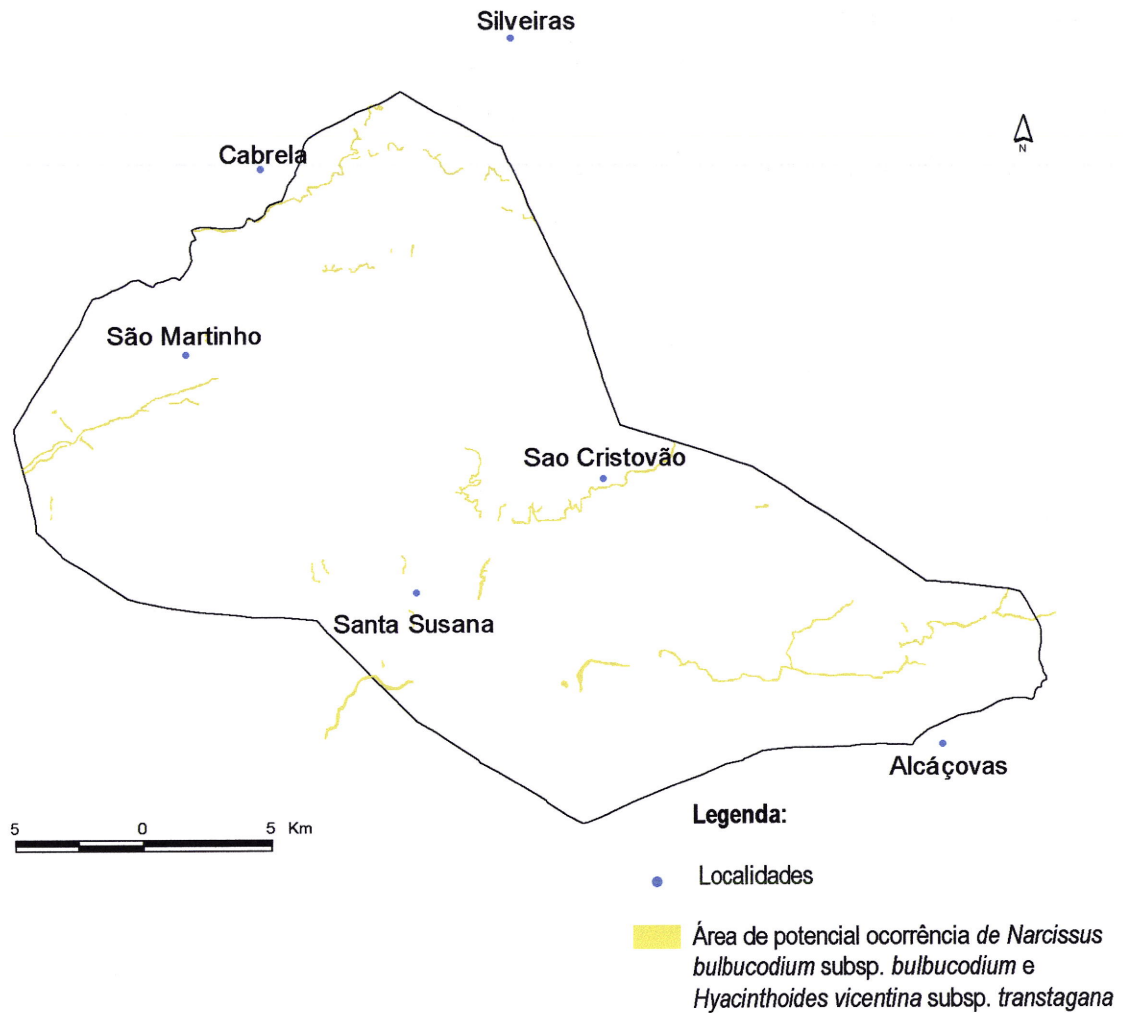 Silveiras
N
Cabrela
São Martinho
Sao Cristovão
Santa Susana
Alcáçovas
5 0 5 Km
Legenda:
Localidades
Área de potencial ocorrência de Narcissus
bulbucodium subsp. bulbucodium e
Hyacinthoides vicentina subsp. transtagana